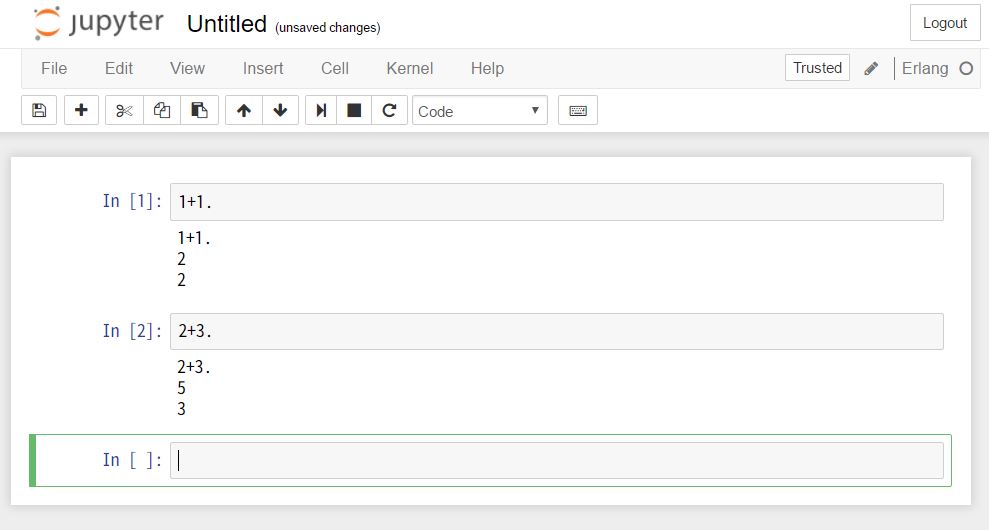 jupyter Untitled (unsaved changes) Logout
File Edit View Insert Cell Kernel Help Trusted Erlang
Code
In [1]: 1+1.
1+1.
2
2
In [2]: 2+3.
2+3.
5
3
In [ ]: